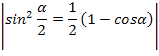 sin² α/2 = 1/2 (1 − cosα)